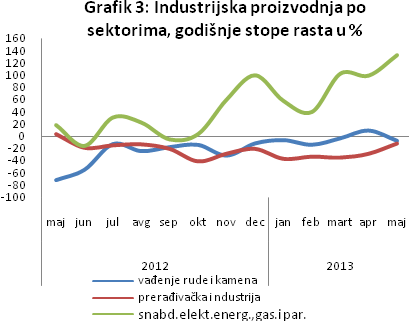 Grafik 3: Industrijska proizvodnja po
sektorima, godišnje stope rasta u %
160
140
120
100
80
60
40
20
0
-20
-40
-60
-80
-100
maj jun jul avg sep okt nov dec jan feb mart apr maj
2012 2013
vađenje rude i kamena
prerađivačka i industrija
snabd.elekt.energ.,gas.i par.